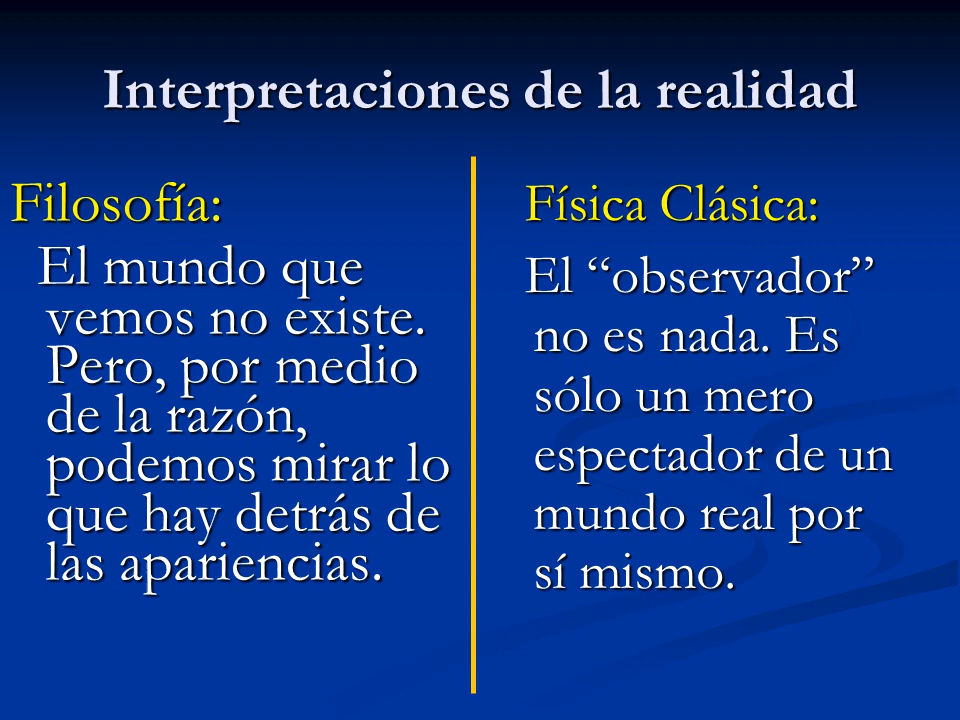 Interpretaciones de la realidad
Filosofía:
El mundo que
vemos no existe.
Pero, por medio
de la razón,
podemos mirar lo
que hay detrás de
las apariencias.
Física Clásica:
El “observador”
no es nada. Es
sólo un mero
espectador de un
mundo real por
sí mismo.